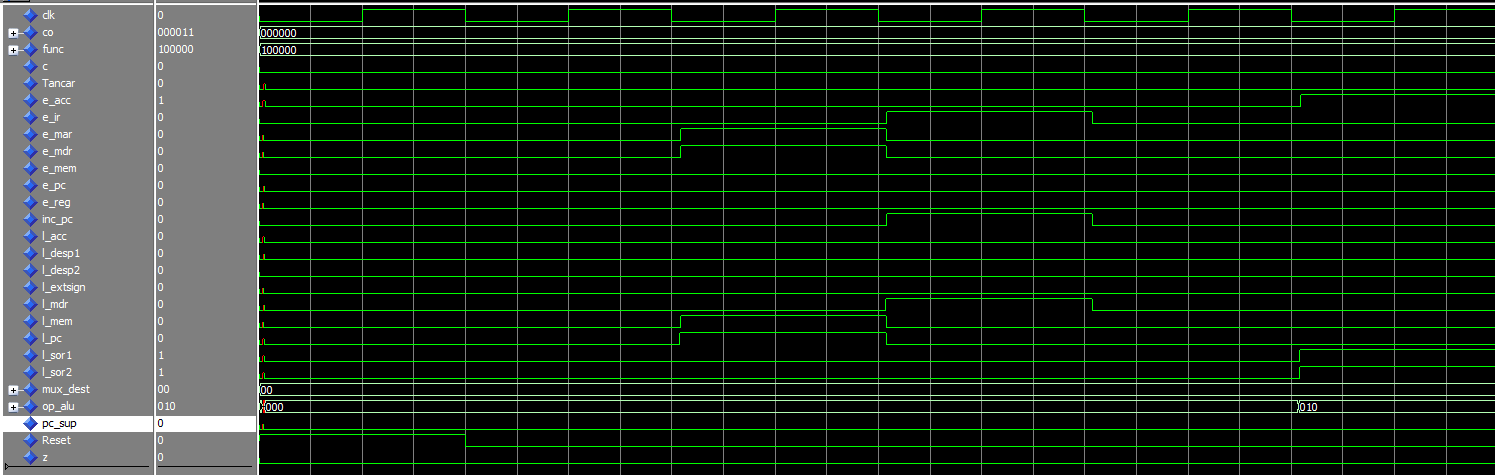 clk 0
co 000011 000000
func 100000 100000
c 0
Tancar 0
e_acc 1
e_ir 0
e_mar 0
e_mdr 0
e_mem 0
e_pc 0
e_reg 0
inc_pc 0
l_acc 0
l_desp1 0
l_desp2 0
l_extsign 0
l_mdr 0
l_mem 0
l_pc 0
l_sor1 1
l_sor2 1
mux_dest 00 00
op_alu 010 000 010
pc_sup 0
Reset 0
z 0